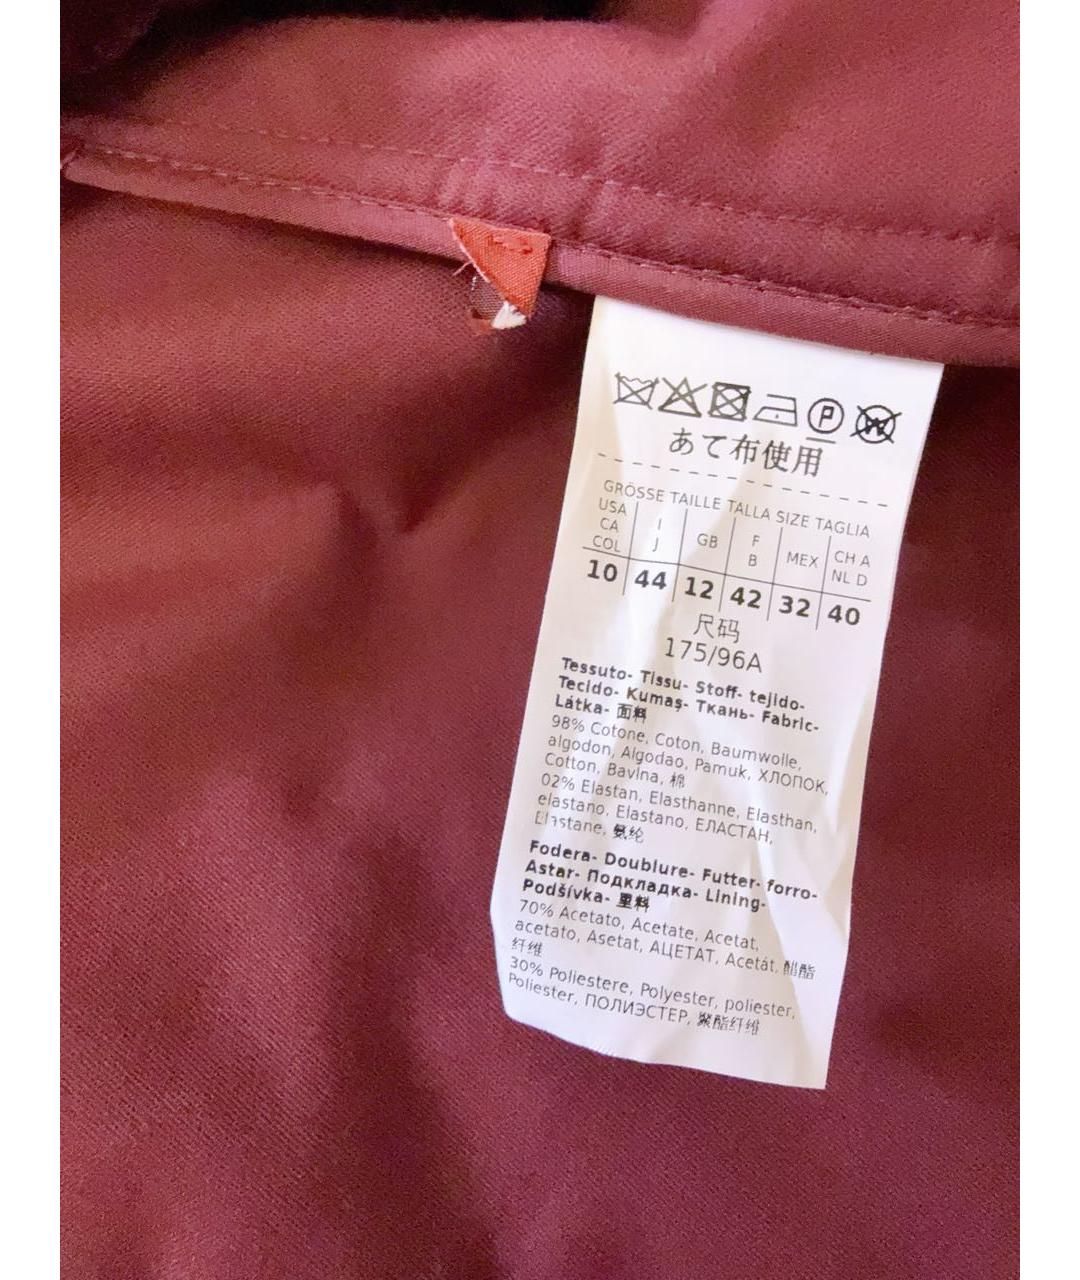 P W
あて布使用
GRÖSSE TAILLE TALLA SIZE TAGLIA
USA CA COL I J GB F B MEX CH A NL D
10 44 12 42 32 40
尺码
175/96A
Tessuto- Tissu- Stoff- tejido-
Tecido- Kumaş- Ткань- Fabric-
Látka- 面料
98% Cotone, Coton, Baumwolle,
algodon, Algodao, Pamuk, ХЛОПОК,
Cotton, Bavlna, 棉
02% Elastan, Elasthanne, Elasthan,
elastano, Elastano, ЕЛАСТАН,
Elastane, 氨纶
Fodera- Doublure- Futter- forro-
Astar- Подкладка- Lining-
Podšívka- 里料
70% Acetato, Acetate, Acetat,
acetato, Asetat, АЦЕТАТ, Acetát, 醋酯
纤维
30% Poliestere, Polyester, poliester,
Poliester, ПОЛИЭСТЕР, 聚酯纤维